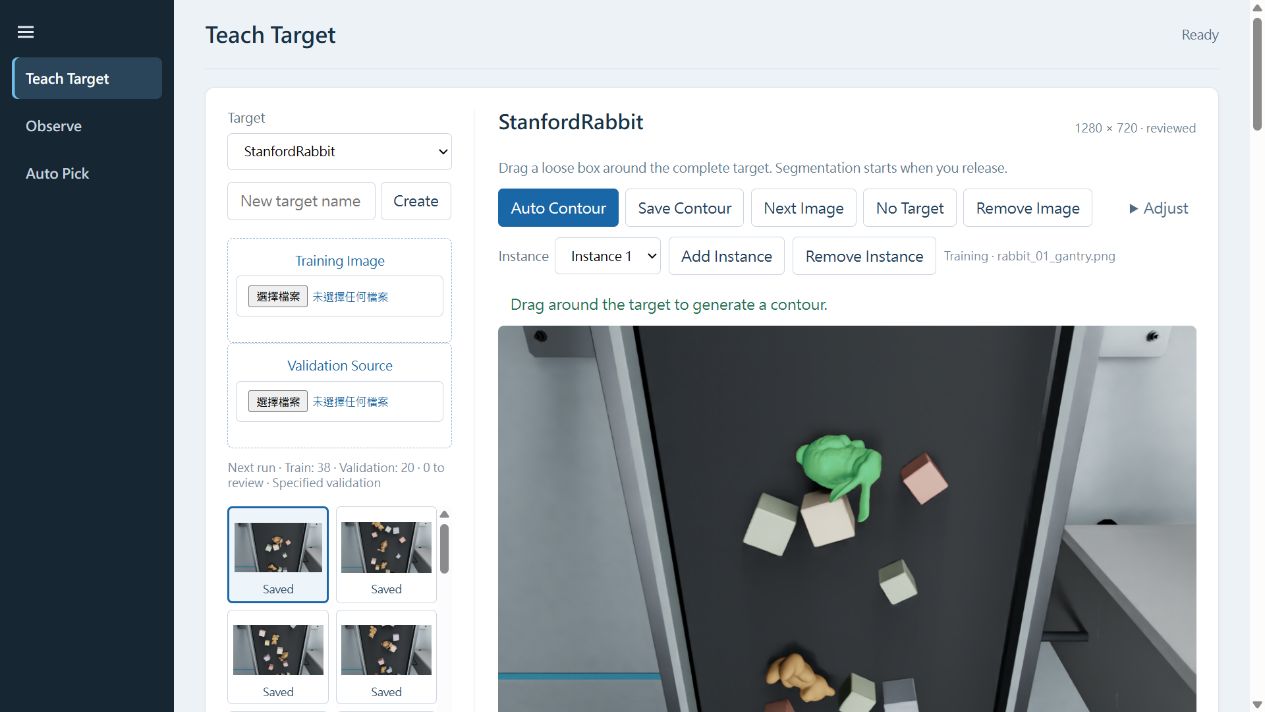 Teach Target
Observe
Auto Pick
Teach Target
Ready
Target
StanfordRabbit
New target name
Create
Training Image
選擇檔案 未選擇任何檔案
Validation Source
選擇檔案 未選擇任何檔案
Next run · Train: 38 · Validation: 20 · 0 to
review · Specified validation
Saved
Saved
Saved
Saved
StanfordRabbit
1280 × 720 · reviewed
Drag a loose box around the complete target. Segmentation starts when you release.
Auto Contour
Save Contour
Next Image
No Target
Remove Image
Adjust
Instance
Instance 1
Add Instance
Remove Instance
Training · rabbit_01_gantry.png
Drag around the target to generate a contour.